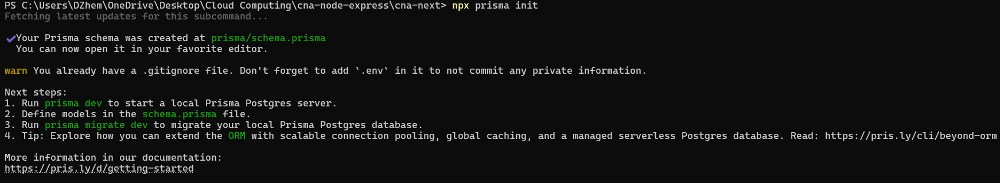 PS C:\Users\DZhem\OneDrive\Desktop\Cloud Computing\cna-node-express\cna-next> npx prisma init
Fetching latest updates for this subcommand...
✔Your Prisma schema was created at prisma/schema.prisma
You can now open it in your favorite editor.
warn You already have a .gitignore file. Don't forget to add `.env` in it to not commit any private information.
Next steps:
1. Run prisma dev to start a local Prisma Postgres server.
2. Define models in the schema.prisma file.
3. Run prisma migrate dev to migrate your local Prisma Postgres database.
4. Tip: Explore how you can extend the ORM with scalable connection pooling, global caching, and a managed serverless Postgres database. Read: https://pris.ly/cli/beyond-orm
More information in our documentation:
https://pris.ly/d/getting-started